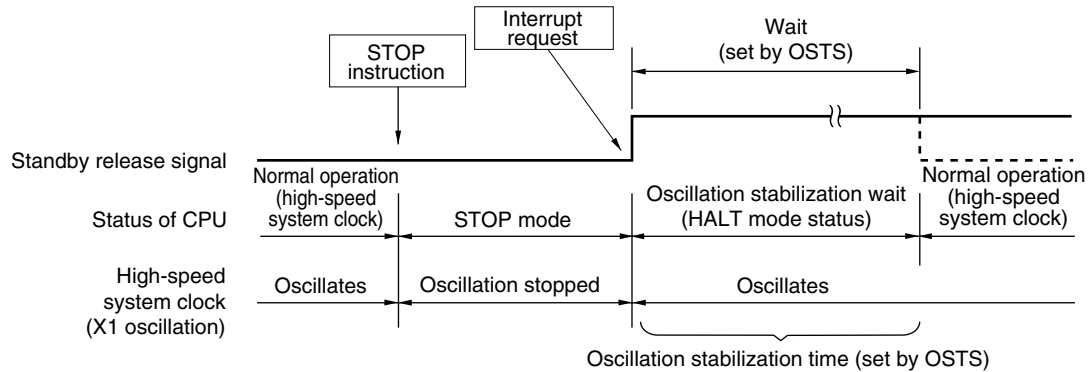 Interrupt
request
Wait
(set by OSTS)
STOP
instruction
Standby release signal
Normal operation
(high-speed
system clock)
Normal operation
(high-speed
system clock)
Status of CPU
STOP mode
Oscillation stabilization wait
(HALT mode status)
High-speed
system clock
(X1 oscillation)
Oscillates
Oscillation stopped
Oscillates
Oscillation stabilization time (set by OSTS)